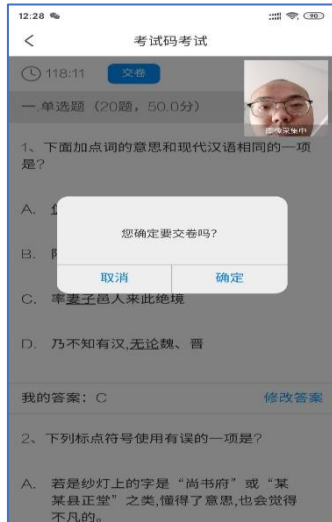 12:28
90
考试码考试
118:11
交卷
图像采集中
一.单选题（20题，50.0分）
1、下面加点词的意思和现代汉语相同的一项
是?
A.
您确定要交卷吗?
B.
取消
确定
C. 率妻子邑人来此绝境
D. 乃不知有汉,无论魏、晋
我的答案：C
修改答案
2、下列标点符号使用有误的一项是?
A. 若是纱灯上的字是“尚书府”或“某
某县正堂”之类,懂得了意思,也会觉得
不凡的。